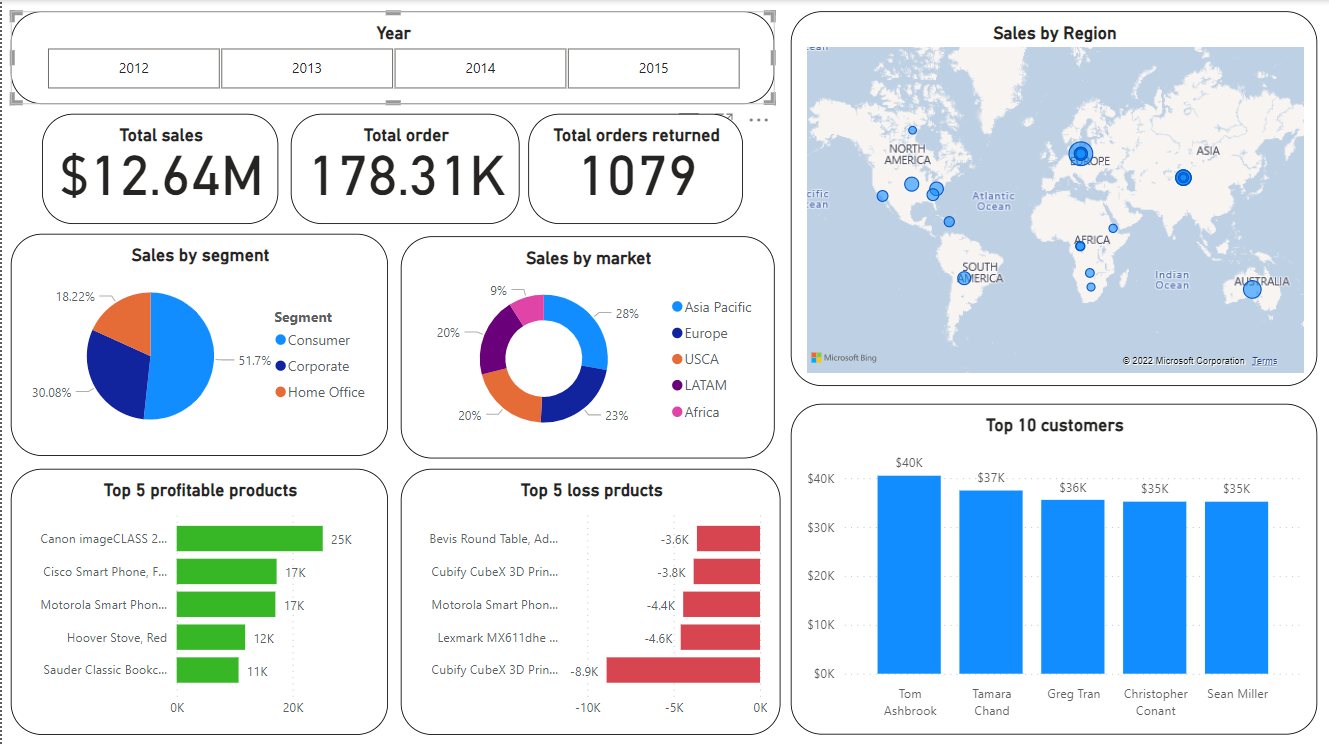 Year
2012
2013
2014
2015
Total sales
$12.64M
Total order
178.31K
Total orders returned
1079
Sales by segment
18.22%
51.7%
30.08%
Segment
Consumer
Corporate
Home Office
Sales by market
9%
28%
20%
20%
23%
Asia Pacific
Europe
USCA
LATAM
Africa
Top 5 profitable products
Canon imageCLASS 2...
25K
Cisco Smart Phone, F...
17K
Motorola Smart Phon...
17K
Hoover Stove, Red
12K
Sauder Classic Bookc...
11K
0K
20K
Top 5 loss prducts
Bevis Round Table, Ad...
-3.6K
Cubify CubeX 3D Prin...
-3.8K
Motorola Smart Phon...
-4.4K
Lexmark MX611dhe ...
-4.6K
Cubify CubeX 3D Prin...
-8.9K
-10K
-5K
0K
Sales by Region
NORTH
AMERICA
EUROPE
ASIA
Atlantic
Ocean
AFRICA
SOUTH
AMERICA
Indian
Ocean
AUSTRALIA
Microsoft Bing
© 2022 Microsoft Corporation
Terms
Top 10 customers
$40K
$30K
$20K
$10K
$0K
$40K
$37K
$36K
$35K
$35K
Tom
Ashbrook
Tamara
Chand
Greg Tran
Christopher
Conant
Sean Miller